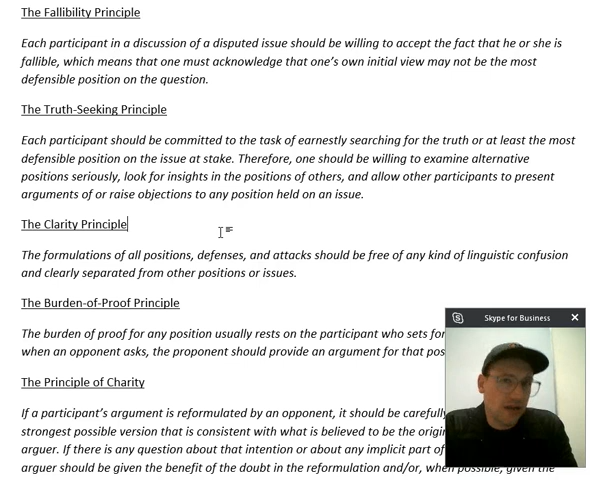 The Fallibility Principle
Each participant in a discussion of a disputed issue should be willing to accept the fact that he or she is
fallible, which means that one must acknowledge that one's own initial view may not be the most
defensible position on the question.
The Truth-Seeking Principle
Each participant should be committed to the task of earnestly searching for the truth or at least the most
defensible position on the issue at stake. Therefore, one should be willing to examine alternative
positions seriously, look for insights in the positions of others, and allow other participants to present
arguments of or raise objections to any position held on an issue.
The Clarity Principle
The formulations of all positions, defenses, and attacks should be free of any kind of linguistic confusion
and clearly separated from other positions or issues.
The Burden-of-Proof Principle
The burden of proof for any position usually rests on the participant who sets
when an opponent asks, the proponent should provide an argument for that
Skype for Business
The Principle of Charity
If a participant's argument is reformulated by an opponent, it should be carefully
strongest possible version that is consistent with what is believed to be the
arguer. If there is any question about that intention or about any implicit part of
arguer should be given the benefit of the doubt in the reformulation and/or, when possible, given the